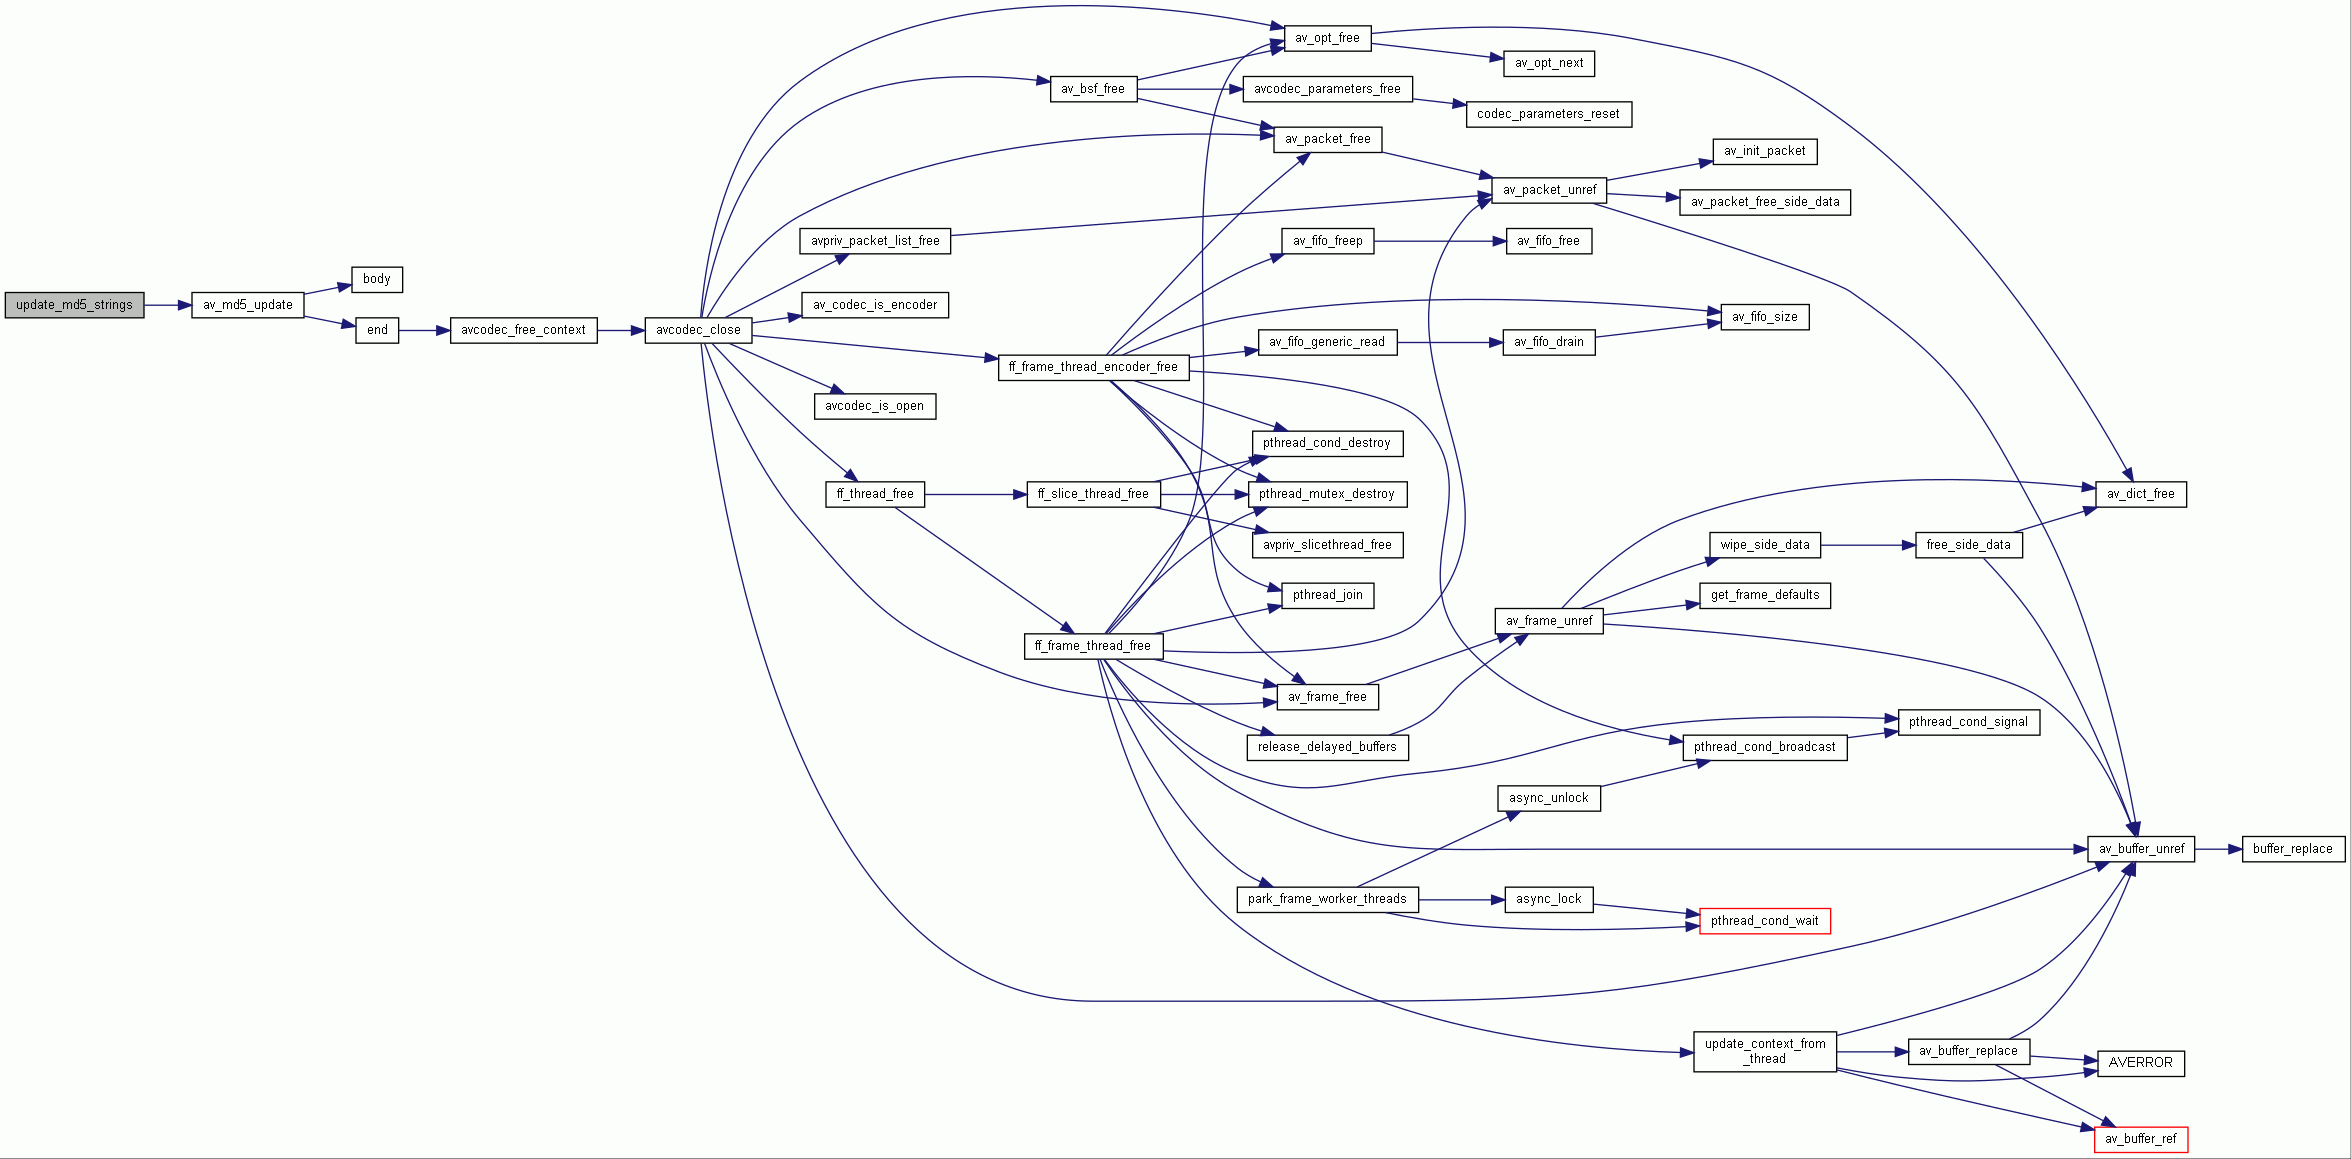 av_opt_free
av_opt_next
av_bsf_free
avcodec_parameters_free
codec_parameters_reset
av_packet_free
av_init_packet
av_packet_unref
av_packet_free_side_data
avpriv_packet_list_free
av_fifo_freep
av_fifo_free
body
update_md5_strings
av_md5_update
av_codec_is_encoder
av_fifo_size
end
avcodec_free_context
avcodec_close
av_fifo_generic_read
av_fifo_drain
ff_frame_thread_encoder_free
avcodec_is_open
pthread_cond_destroy
ff_thread_free
ff_slice_thread_free
pthread_mutex_destroy
av_dict_free
avpriv_slicethread_free
wipe_side_data
free_side_data
pthread_join
get_frame_defaults
av_frame_unref
ff_frame_thread_free
av_frame_free
pthread_cond_signal
release_delayed_buffers
pthread_cond_broadcast
async_unlock
av_buffer_unref
buffer_replace
park_frame_worker_threads
async_lock
pthread_cond_wait
update_context_from
_thread
av_buffer_replace
AVERROR
av_buffer_ref